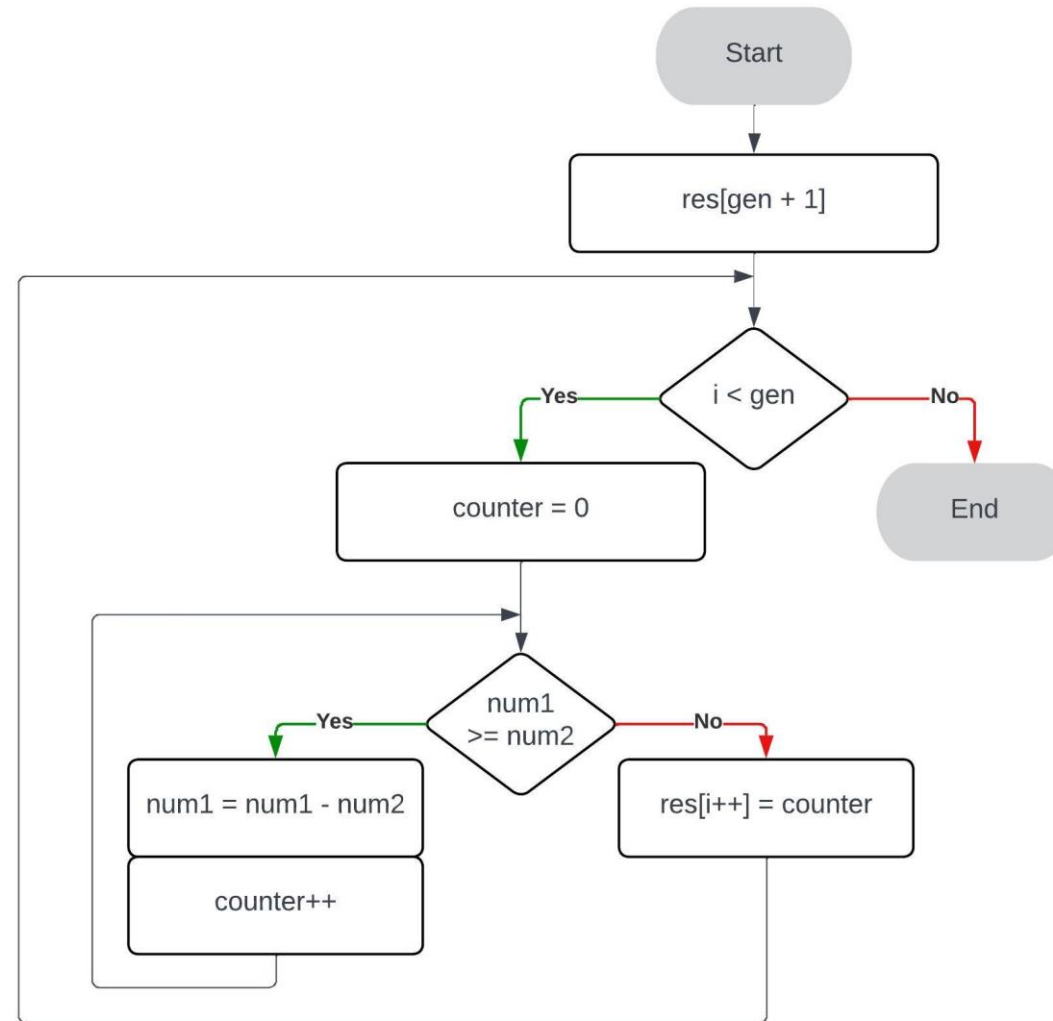 Start
res[gen + 1]
i < gen
Yes
No
counter = 0
End
num1
>= num2
Yes
No
num1 = num1 - num2
res[i++] = counter
counter++